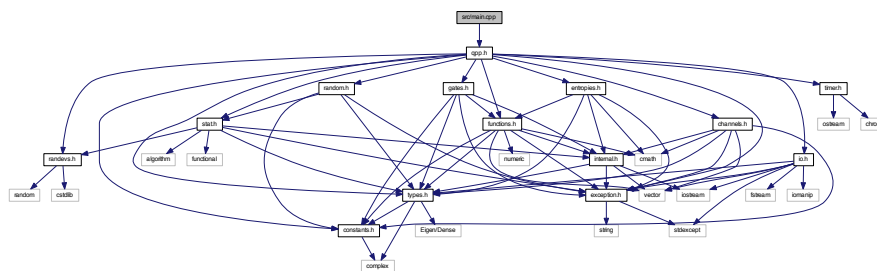 src/main.cpp
qpp.h
random.h
gates.h
entropies.h
timer.h
stat.h
functions.h
channels.h
ostream
chrono
randevs.h
algorithm
functional
numeric
internal.h
cmath
io.h
random
cstdlib
types.h
exception.h
vector
iostream
fstream
iomanip
constants.h
Eigen/Dense
string
stdexcept
complex